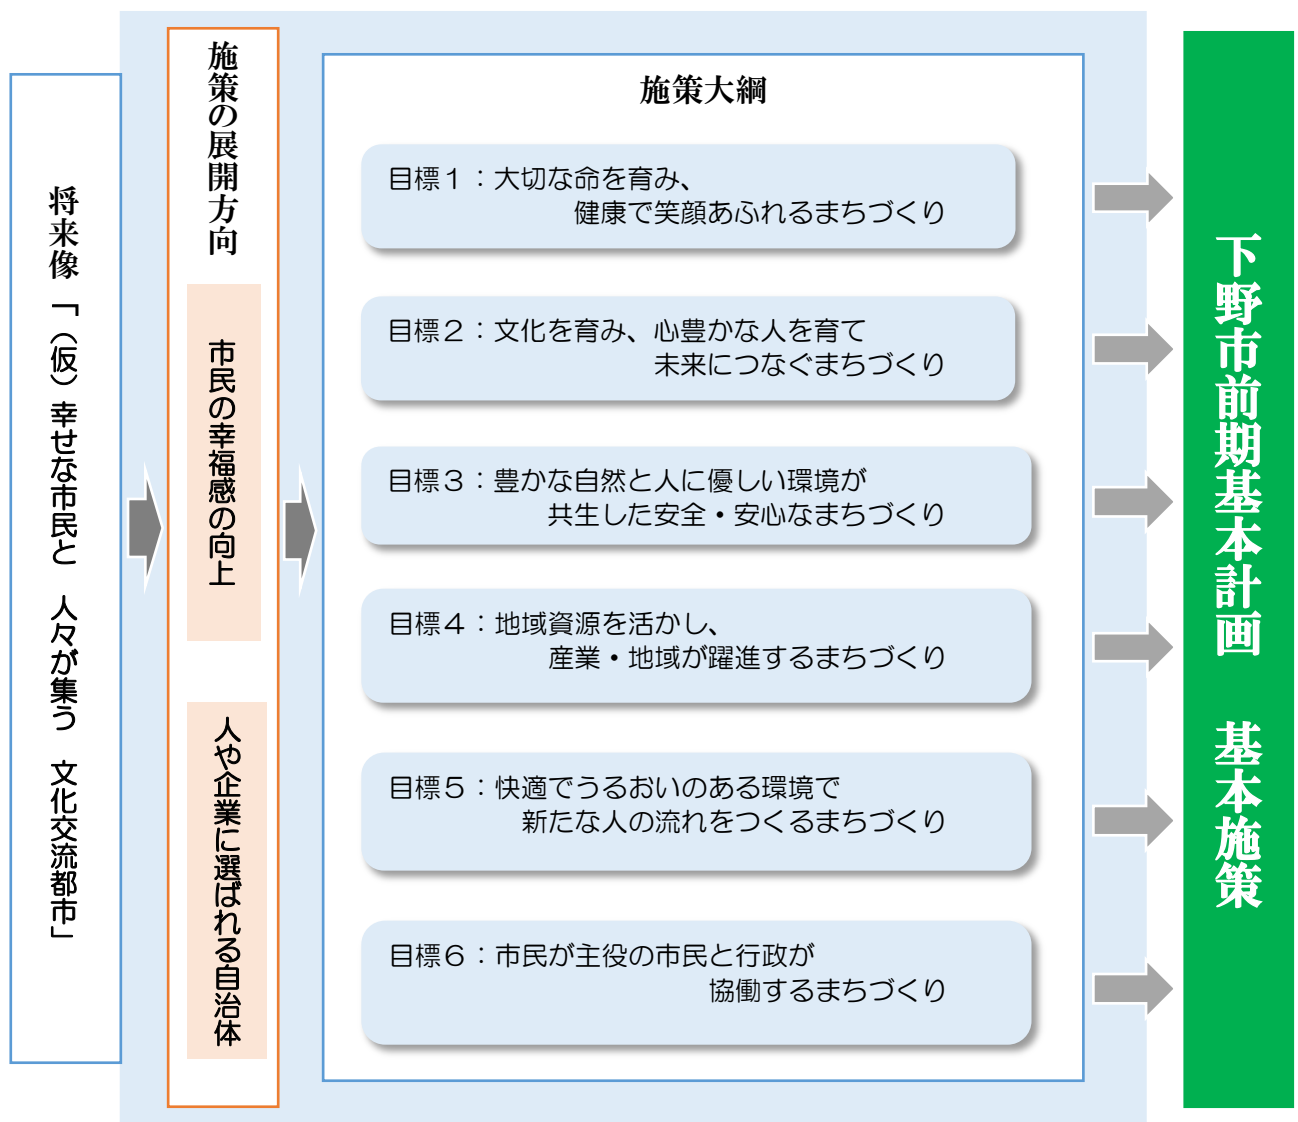 将来像「（仮）幸せな市民と　人々が集う　文化交流都市」
施策の展開方向
市民の幸福感の向上
人や企業に選ばれる自治体
施策大綱
目標１：大切な命を育み、
健康で笑顔あふれるまちづくり
目標２：文化を育み、心豊かな人を育て
未来につなぐまちづくり
目標３：豊かな自然と人に優しい環境が
共生した安全・安心なまちづくり
目標４：地域資源を活かし、
産業・地域が躍進するまちづくり
目標５：快適でうるおいのある環境で
新たな人の流れをつくるまちづくり
目標６：市民が主役の市民と行政が
協働するまちづくり
下野市前期基本計画　基本施策